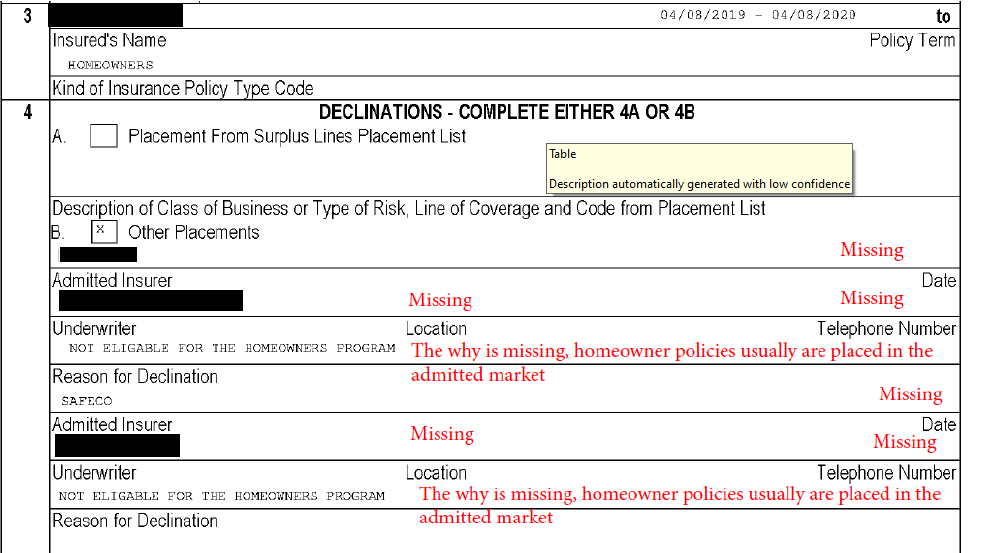 3 04/08/2019 - 04/08/2020 to
Insured's Name Policy Term
HOMEOWNERS
Kind of Insurance Policy Type Code
4 DECLINATIONS - COMPLETE EITHER 4A OR 4B
A. Placement From Surplus Lines Placement List
Table
Description automatically generated with low confidence
Description of Class of Business or Type of Risk, Line of Coverage and Code from Placement List
B. X Other Placements
Missing
Admitted Insurer Date
Missing Missing
Underwriter Location Telephone Number
NOT ELIGABLE FOR THE HOMEOWNERS PROGRAM The why is missing, homeowner policies usually are placed in the
Reason for Declination admitted market
SAFECO Missing
Admitted Insurer Date
Missing Missing
Underwriter Location Telephone Number
NOT ELIGABLE FOR THE HOMEOWNERS PROGRAM The why is missing, homeowner policies usually are placed in the
Reason for Declination admitted market